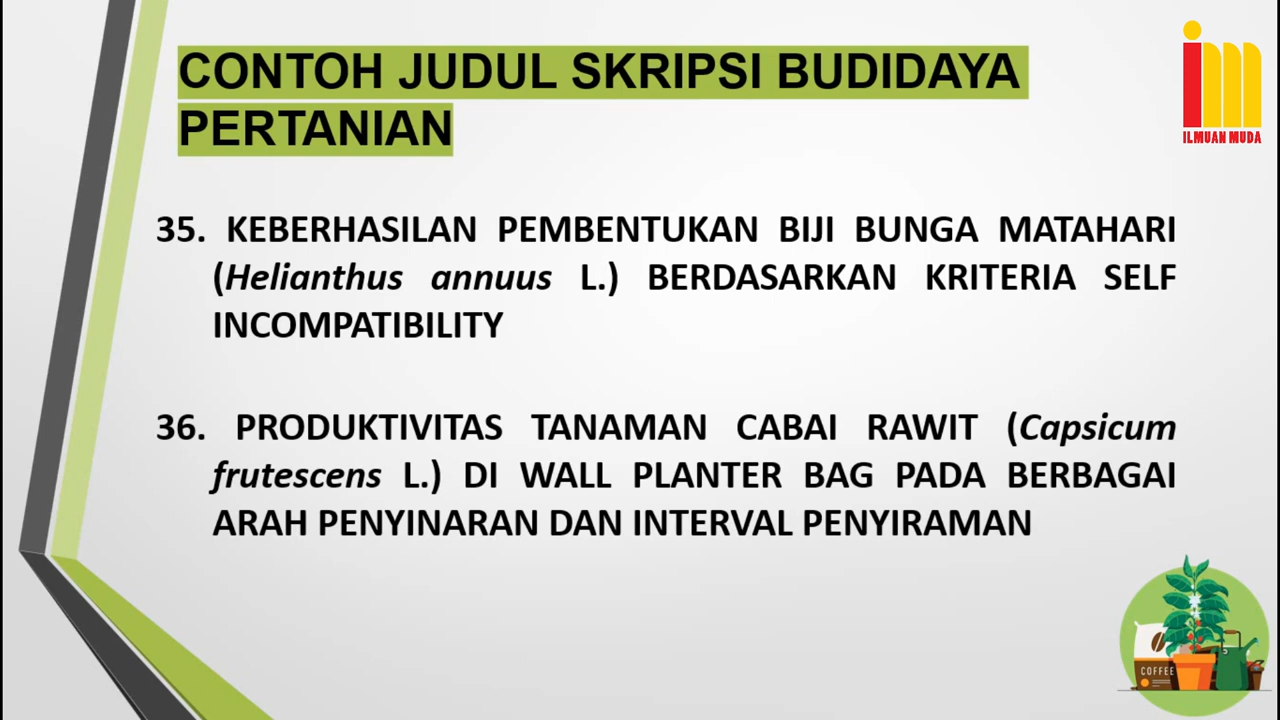 CONTOH JUDUL SKRIPSI BUDIDAYA
PERTANIAN
im
ILMUAN MUDA
35. KEBERHASILAN PEMBENTUKAN BIJI BUNGA MATAHARI
(Helianthus annuus L.) BERDASARKAN KRITERIA SELF
INCOMPATIBILITY
36. PRODUKTIVITAS TANAMAN CABAI RAWIT (Capsicum
frutescens L.) DI WALL PLANTER BAG PADA BERBAGAI
ARAH PENYINARAN DAN INTERVAL PENYIRAMAN
COFFEE